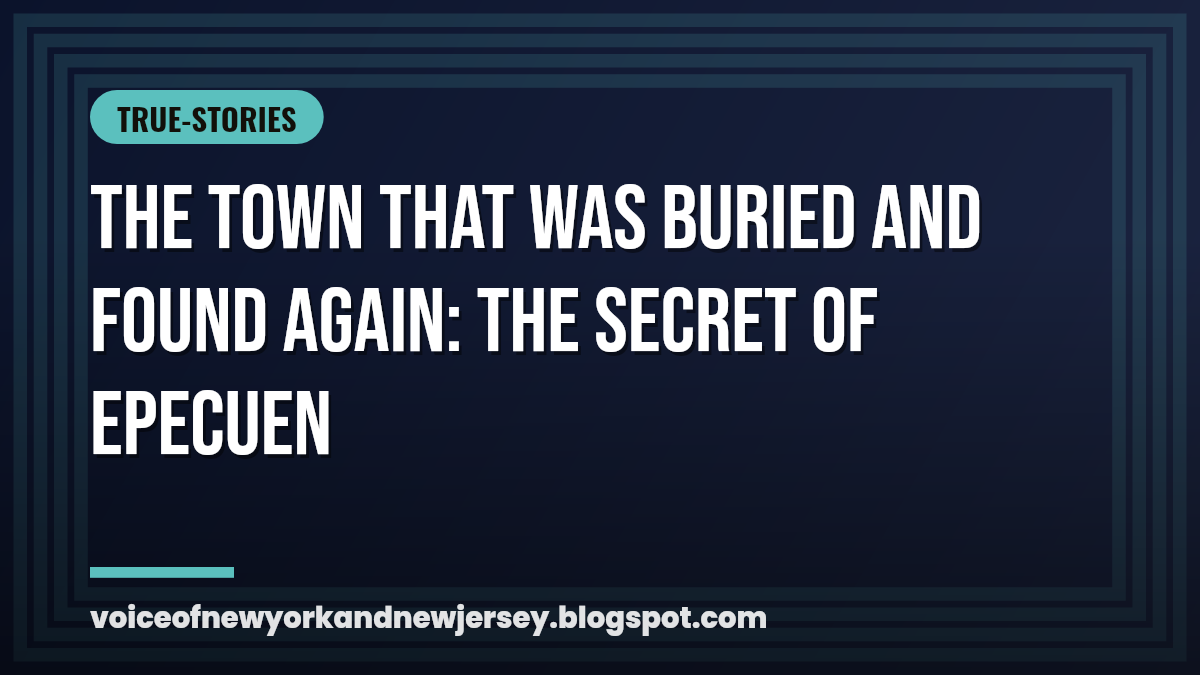 TRUE-STORIES
THE TOWN THAT WAS BURIED AND
FOUND AGAIN: THE SECRET OF
EPECUEN
voiceofnewyorkandnewjersey.blogspot.com